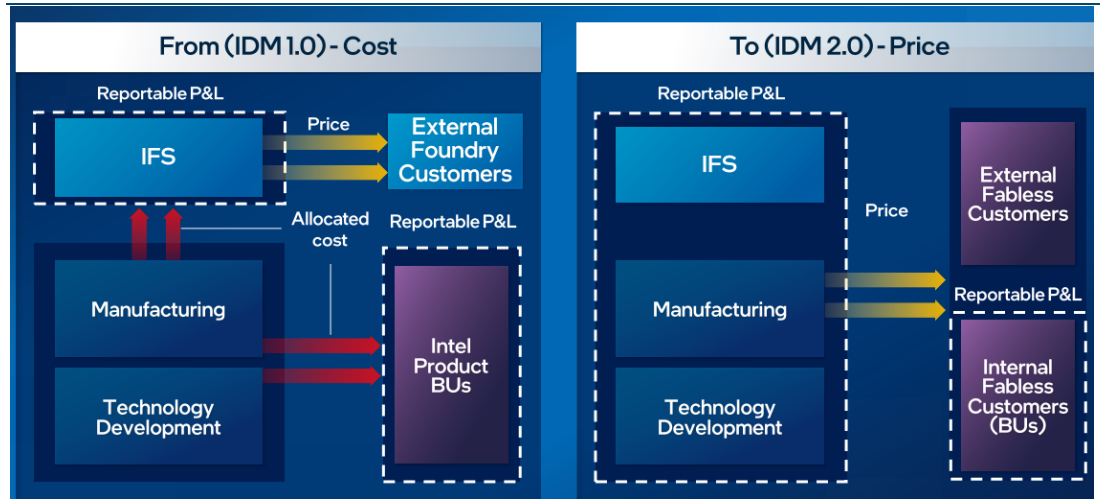 From (IDM 1.0) - Cost
Reportable P&L
IFS
Price
External
Foundry
Customers
Allocated
cost
Reportable P&L
Manufacturing
Technology
Development
Intel
Product
BUs
To (IDM 2.0) - Price
Reportable P&L
IFS
Manufacturing
Technology
Development
Price
External
Fabless
Customers
Reportable P&L
Internal
Fabless
Customers
(BUs)